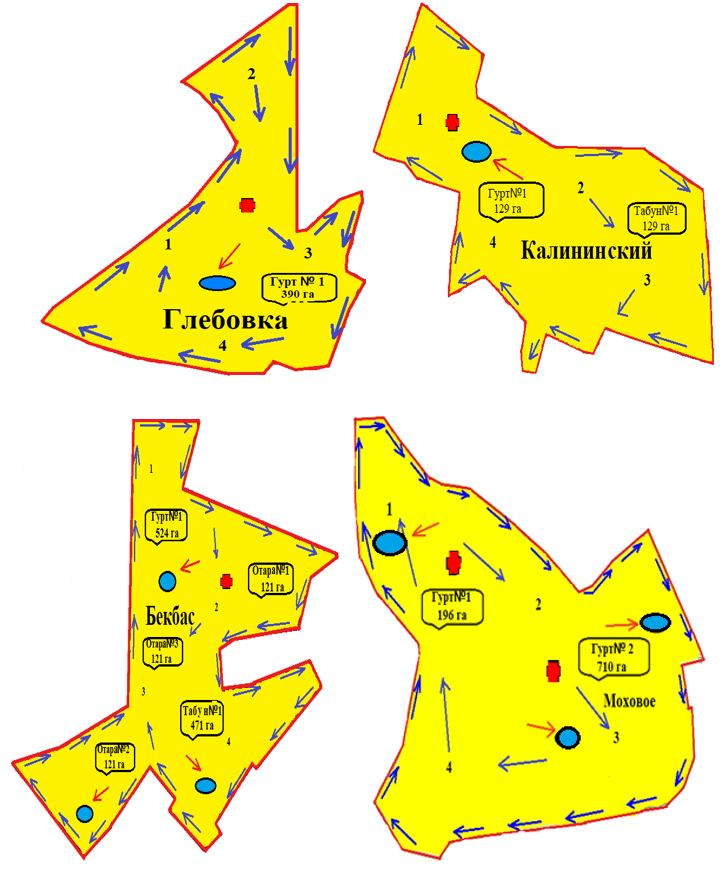 2
1
3
Гурт № 1
390 га
Глебовка
4
1
Гурт№1
129 га
2
Табун№1
129 га
4
Калининский
3
1
Гурт№1
524 га
Отара№1
121 га
2
Бекбас
Отара№3
121 га
3
Табун№1
471 га
4
Отара№2
121 га
1
Гурт№1
196 га
2
Гурт№ 2
710 га
Моховое
3
4